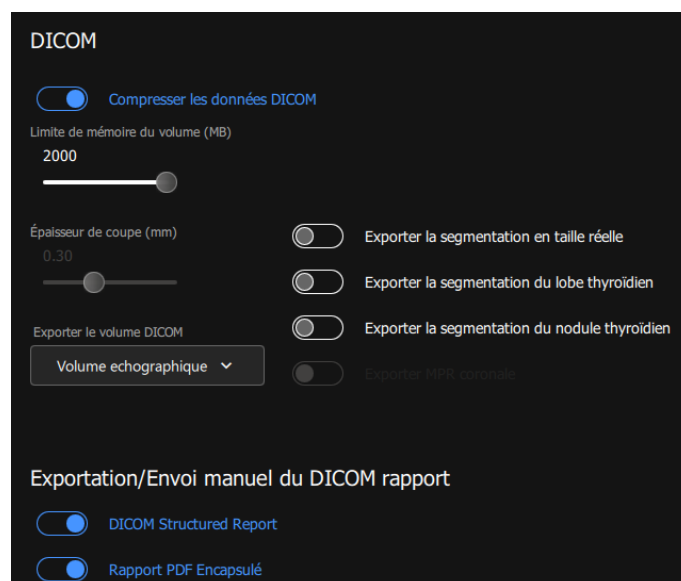 DICOM
Compresser les données DICOM
Limite de mémoire du volume (MB)
2000
Épaisseur de coupe (mm)
0.30
Exporter la segmentation en taille réelle
Exporter la segmentation du lobe thyroïdien
Exporter le volume DICOM
Exporter la segmentation du nodule thyroïdien
Volume echographique
Exporter MPR coronale
Exportation/Envoi manuel du DICOM rapport
DICOM Structured Report
Rapport PDF Encapsulé